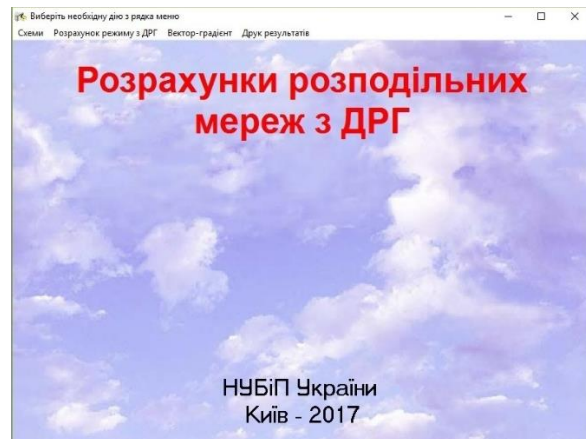 Виберіть необхідну дію з рядка меню
Схеми Розрахунок режиму з ДРГ Вектор-градієнт Друк результатів
Розрахунки розподільних
мереж з ДРГ
НУБіП України
Київ - 2017